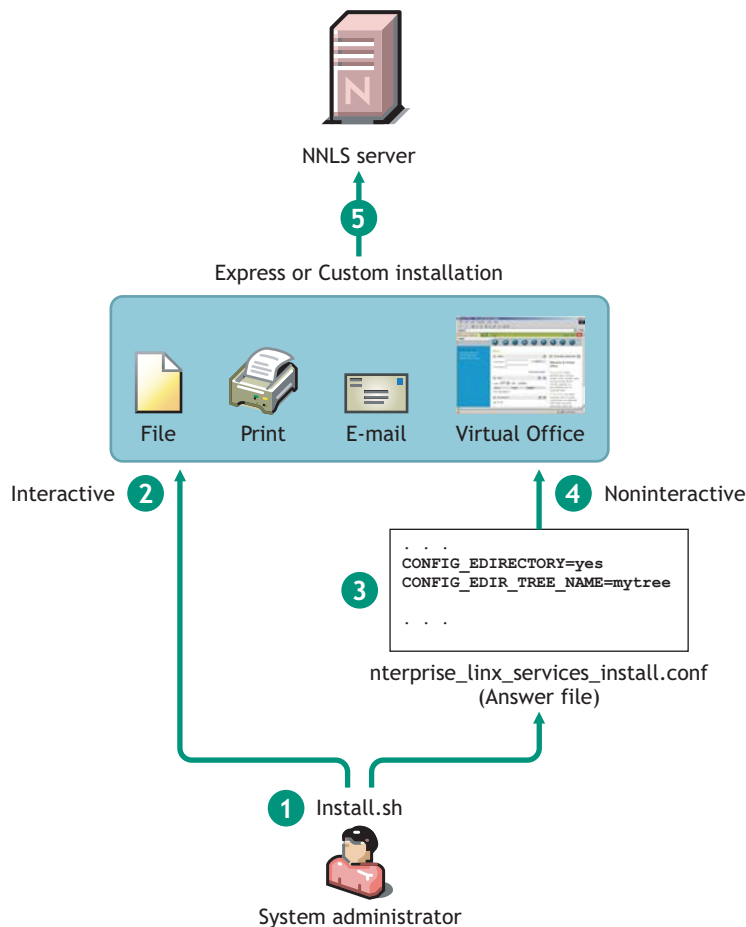 N
NNLS server
5
Express or Custom installation
File
Print
E-mail
Virtual Office
Interactive
2
4
Noninteractive
. . .
CONFIG_EDIRECTORY=yes
CONFIG_EDIR_TREE_NAME=mytree
. . .
3
nterprise_linx_services_install.conf
(Answer file)
1
Install.sh
System administrator